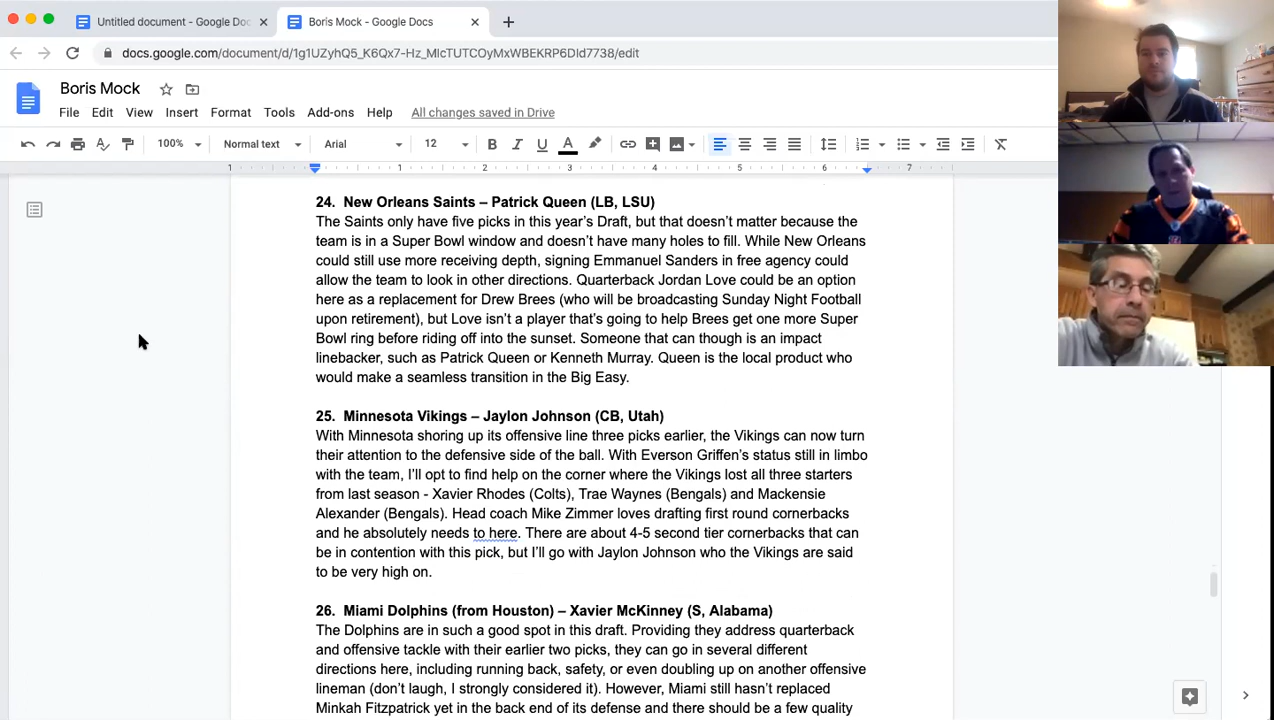 Untitled document - Google Doc
Boris Mock - Google Docs
docs.google.com/document/d/1g1UZyhQ5_K6Qx7-Hz_MIcTUTCOyMxWBEKRP6DId7738/edit
Boris Mock
File Edit View Insert Format Tools Add-ons Help All changes saved in Drive
100% Normal text Arial 12 B I U A
1 1 2 3 4 5 6 7
24. New Orleans Saints – Patrick Queen (LB, LSU)
The Saints only have five picks in this year's Draft, but that doesn't matter because the
team is in a Super Bowl window and doesn't have many holes to fill. While New Orleans
could still use more receiving depth, signing Emmanuel Sanders in free agency could
allow the team to look in other directions. Quarterback Jordan Love could be an option
here as a replacement for Drew Brees (who will be broadcasting Sunday Night Football
upon retirement), but Love isn't a player that's going to help Brees get one more Super
Bowl ring before riding off into the sunset. Someone that can though is an impact
linebacker, such as Patrick Queen or Kenneth Murray. Queen is the local product who
would make a seamless transition in the Big Easy.
25. Minnesota Vikings – Jaylon Johnson (CB, Utah)
With Minnesota shoring up its offensive line three picks earlier, the Vikings can now turn
their attention to the defensive side of the ball. With Everson Griffen's status still in limbo
with the team, I'll opt to find help on the corner where the Vikings lost all three starters
from last season - Xavier Rhodes (Colts), Trae Waynes (Bengals) and Mackensie
Alexander (Bengals). Head coach Mike Zimmer loves drafting first round cornerbacks
and he absolutely needs to here. There are about 4-5 second tier cornerbacks that can
be in contention with this pick, but I'll go with Jaylon Johnson who the Vikings are said
to be very high on.
26. Miami Dolphins (from Houston) – Xavier McKinney (S, Alabama)
The Dolphins are in such a good spot in this draft. Providing they address quarterback
and offensive tackle with their earlier two picks, they can go in several different
directions here, including running back, safety, or even doubling up on another offensive
lineman (don't laugh, I strongly considered it). However, Miami still hasn't replaced
Minkah Fitzpatrick yet in the back end of its defense and there should be a few quality